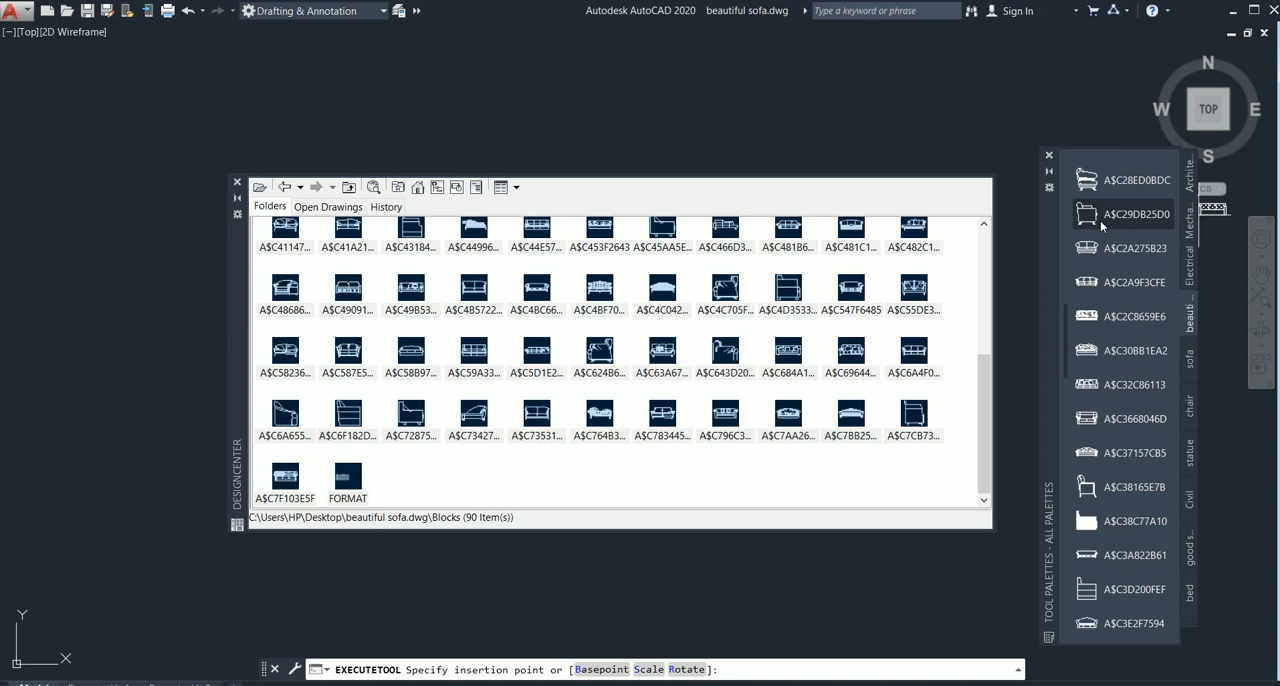 Drafting & Annotation
Autodesk AutoCAD 2020 beautiful sofa.dwg
Type a keyword or phrase
Sign In
[−][Top][2D Wireframe]
N
W TOP E
S
Folders Open Drawings History
A$C41147... A$C41A21... A$C43184... A$C44996... A$C44E57... A$C453F2643 A$C45AA5E... A$C466D3... A$C481B6... A$C481C1... A$C482C1...
A$C48686... A$C49091... A$C49B53... A$C4B5722... A$C4BC66... A$C4BF70... A$C4C042... A$C4C705F... A$C4D3533... A$C547F6485 A$C55DE3...
A$C58236... A$C587E5... A$C58B97... A$C59A33... A$C5D1E2... A$C624B6... A$C63A67... A$C643D20... A$C684A1... A$C69644... A$C6A4F0...
A$C6A655... A$C6F182D... A$C72875... A$C73427... A$C73531... A$C764B3... A$C783445... A$C796C3... A$C7AA26... A$C7BB25... A$C7CB73...
A$C7F103E5F FORMAT
C:\Users\HP\Desktop\beautiful sofa.dwg\Blocks (90 Item(s))
DESIGNCENTER
A$C28ED0BDC
A$C29DB25D0
A$C2A275B23
A$C2A9F3CFE
A$C2C8659E6
A$C30BB1EA2
A$C32C86113
A$C3668046D
A$C37157CB5
A$C38165E7B
A$C38C77A10
A$C3A822B61
A$C3D200FEF
A$C3E2F7594
TOOL PALETTES - ALL PALETTES
Archite...
Mecha...
Electrical
beauti...
sofa
chair
statue
Civil
good s...
bed
Y
X
EXECUTETOOL Specify insertion point or [Basepoint Scale Rotate]: